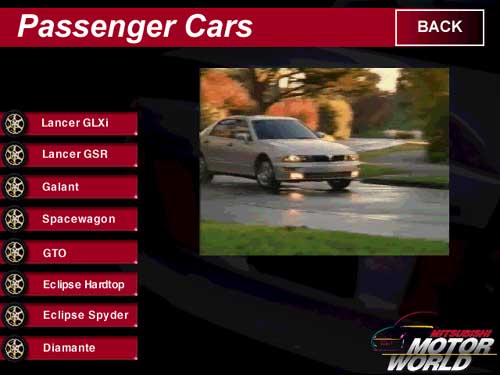 Passenger Cars
BACK
Lancer GLXi
Lancer GSR
Galant
Spacewagon
GTO
Eclipse Hardtop
Eclipse Spyder
Diamante
MITSUBISHI
MOTOR
WORLD